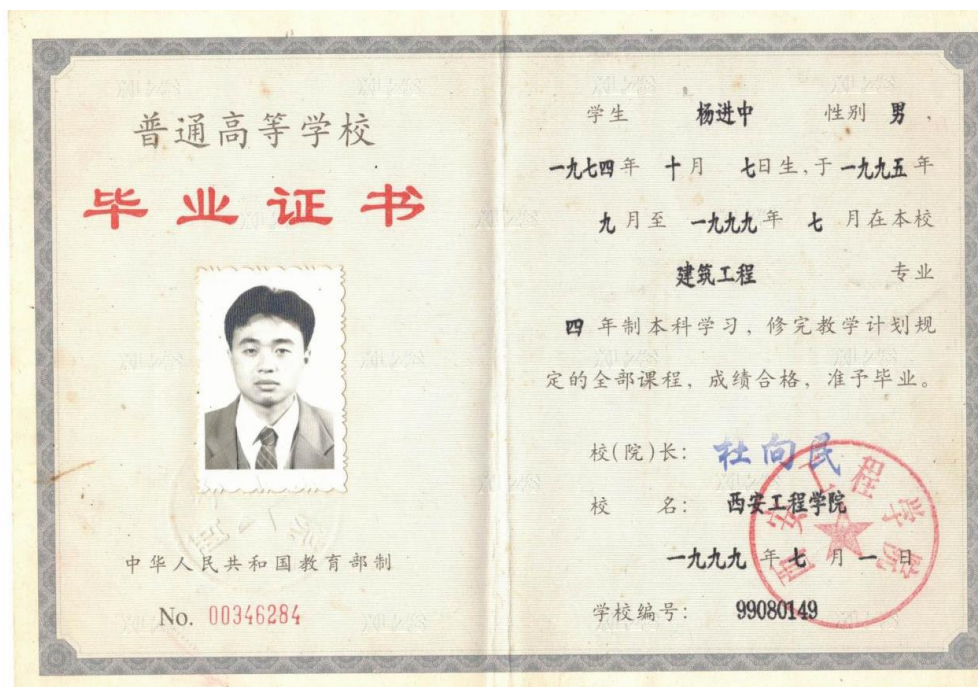 普通高等学校
毕业证书
中华人民共和国教育部制
No. 00346284
学生 杨进中 性别 男,
一九七四年 十月 七日生,于一九九五年
九月至 一九九九年 七 月在本校
建筑工程 专业
四 年制本科学习,修完教学计划规
定的全部课程,成绩合格,准予毕业。
校(院)长: 杜向民
校 名: 西安工程学院
一九九九 年 七 月 一 日
学校编号: 99080149
西安工程学院